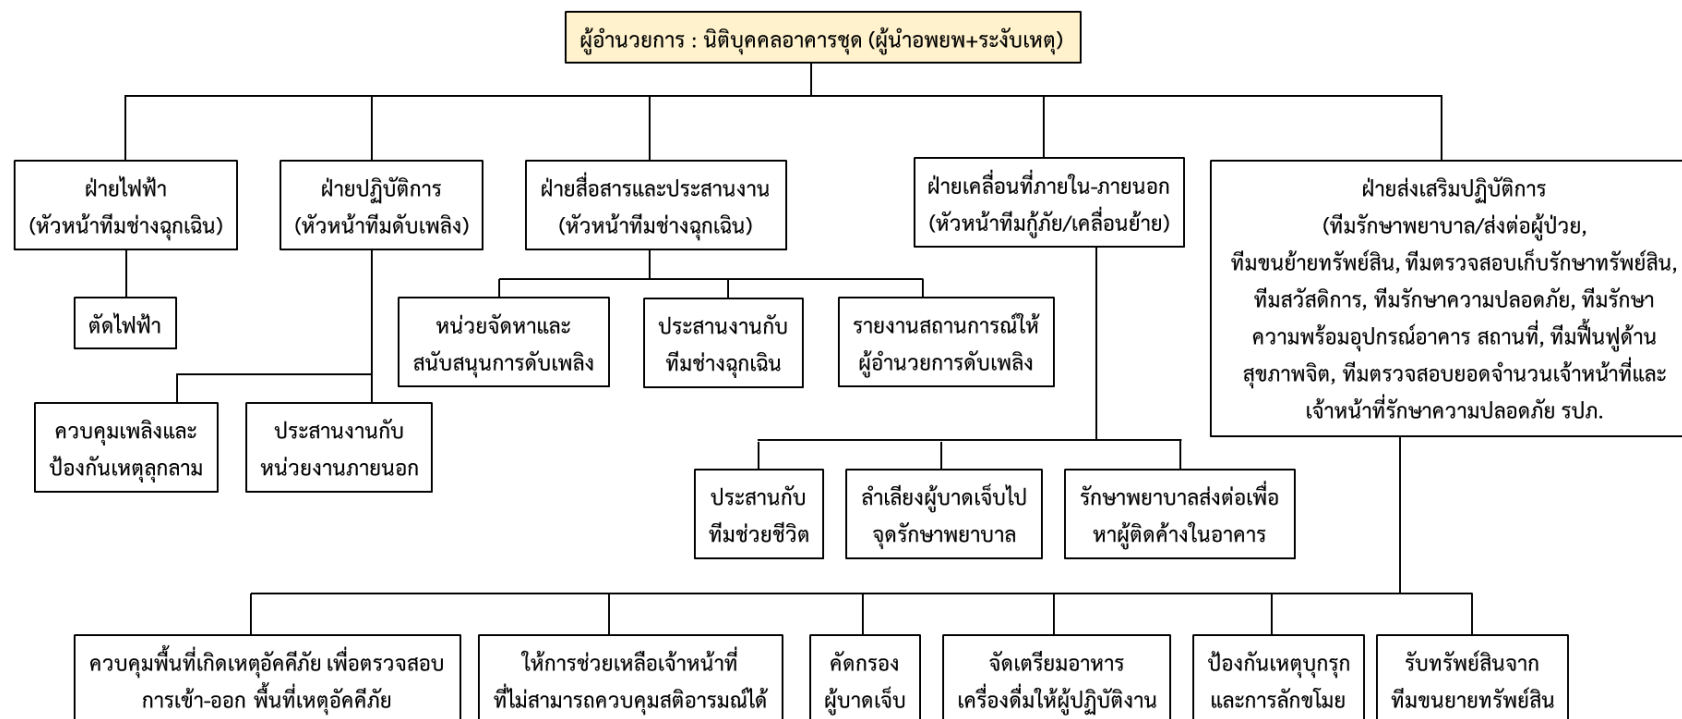 ผู้อำนวยการ : นิติบุคคลอาคารชุด (ผู้นำอพยพ+ระงับเหตุ)
ฝ่ายไฟฟ้า
(หัวหน้าทีมช่างฉุกเฉิน)
ฝ่ายปฏิบัติการ
(หัวหน้าทีมดับเพลิง)
ฝ่ายสื่อสารและประสานงาน
(หัวหน้าทีมช่างฉุกเฉิน)
ฝ่ายเคลื่อนที่ภายใน-ภายนอก
(หัวหน้าทีมกู้ภัย/เคลื่อนย้าย)
ฝ่ายส่งเสริมปฏิบัติการ
(ทีมรักษาพยาบาล/ส่งต่อผู้ป่วย,
ทีมขนย้ายทรัพย์สิน, ทีมตรวจสอบเก็บรักษาทรัพย์สิน,
ทีมสวัสดิการ, ทีมรักษาความปลอดภัย, ทีมรักษา
ความพร้อมอุปกรณ์อาคาร สถานที่, ทีมฟื้นฟูด้าน
สุขภาพจิต, ทีมตรวจสอบยอดจำนวนเจ้าหน้าที่และ
เจ้าหน้าที่รักษาความปลอดภัย รปภ.
ตัดไฟฟ้า
หน่วยจัดหาและ
สนับสนุนการดับเพลิง
ประสานงานกับ
ทีมช่างฉุกเฉิน
รายงานสถานการณ์ให้
ผู้อำนวยการดับเพลิง
ควบคุมเพลิงและ
ป้องกันเหตุลุกลาม
ประสานงานกับ
หน่วยงานภายนอก
ประสานกับ
ทีมช่วยชีวิต
ลำเลียงผู้บาดเจ็บไป
จุดรักษาพยาบาล
รักษาพยาบาลส่งต่อเพื่อ
หาผู้ติดค้างในอาคาร
ควบคุมพื้นที่เกิดเหตุอัคคีภัย เพื่อตรวจสอบ
การเข้า-ออก พื้นที่เหตุอัคคีภัย
ให้การช่วยเหลือเจ้าหน้าที่
ที่ไม่สามารถควบคุมสติอารมณ์ได้
คัดกรอง
ผู้บาดเจ็บ
จัดเตรียมอาหาร
เครื่องดื่มให้ผู้ปฏิบัติงาน
ป้องกันเหตุบุกรุก
และการลักขโมย
รับทรัพย์สินจาก
ทีมขนยายทรัพย์สิน